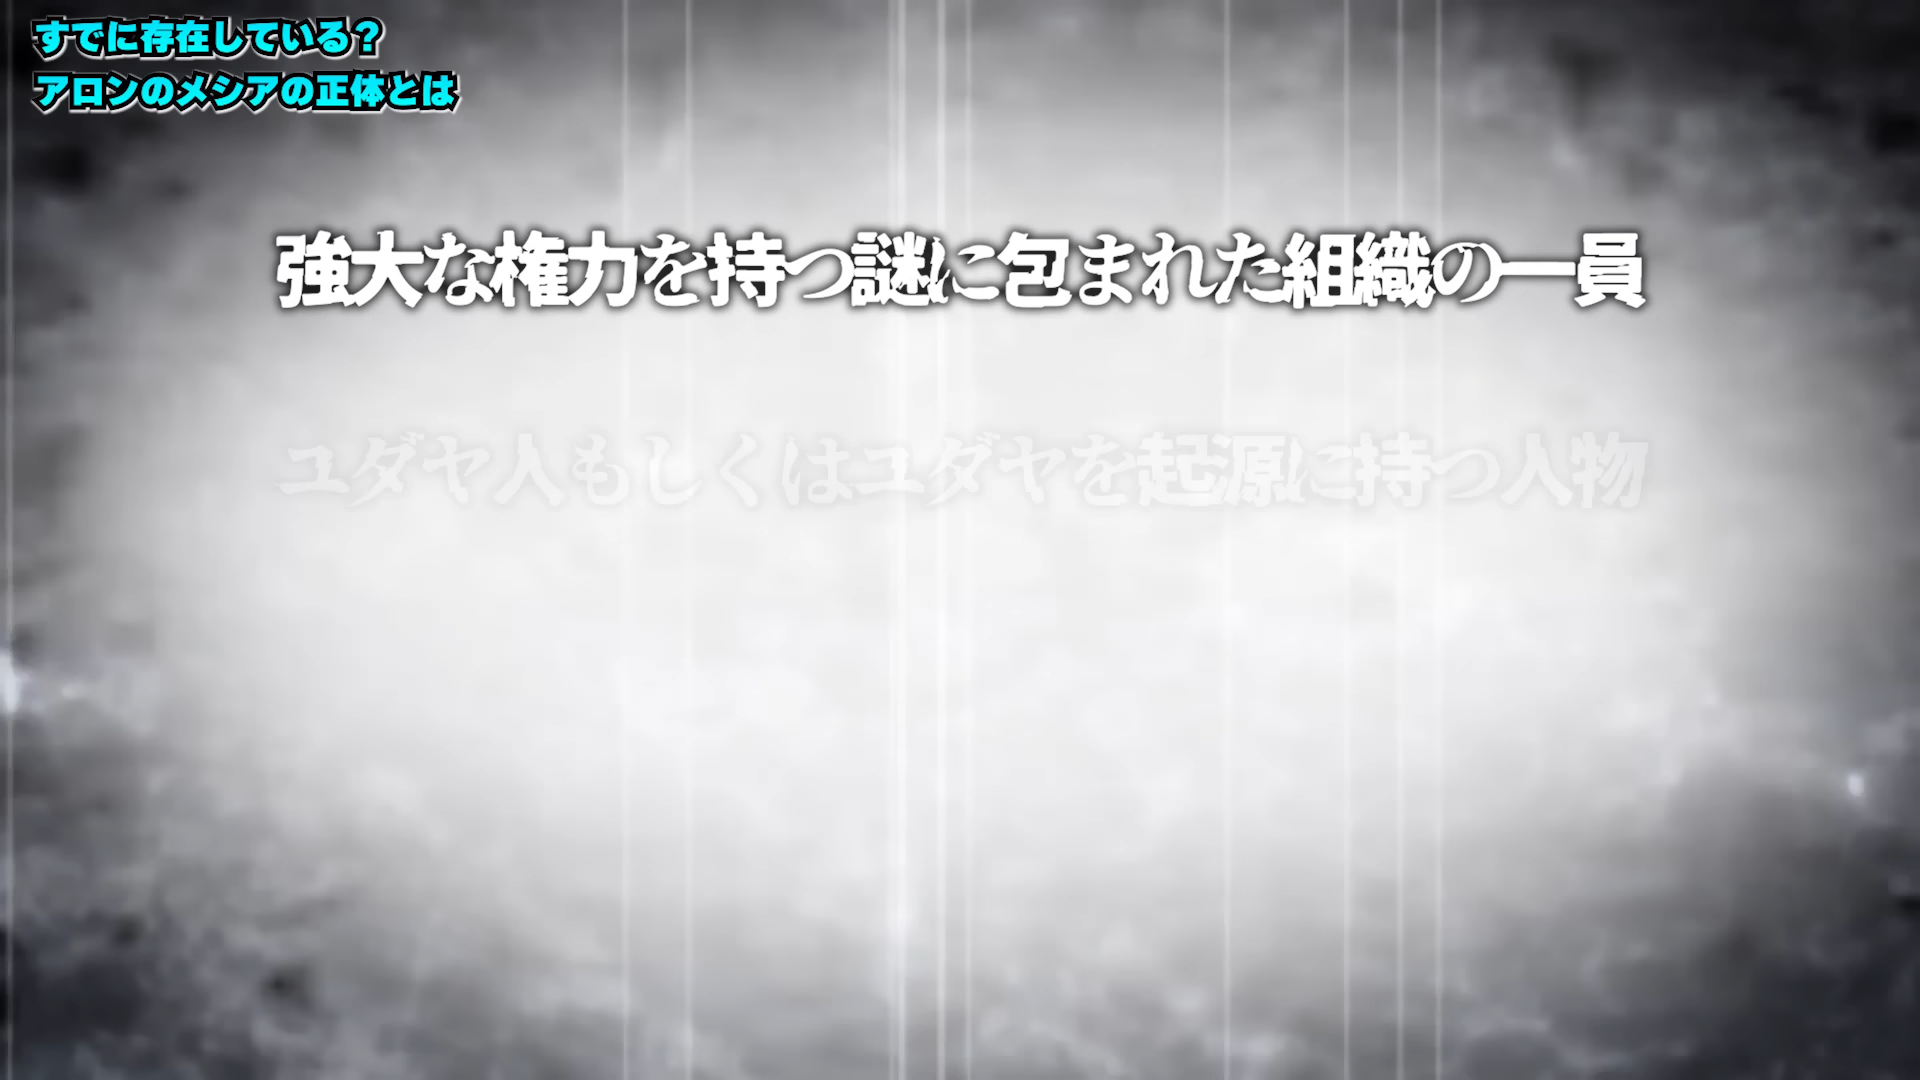 すでに存在している？
アロンのメシアの正体とは
強大な権力を持つ謎に包まれた組織の一員
ユダヤ人もしくはユダヤを起源に持つ人物